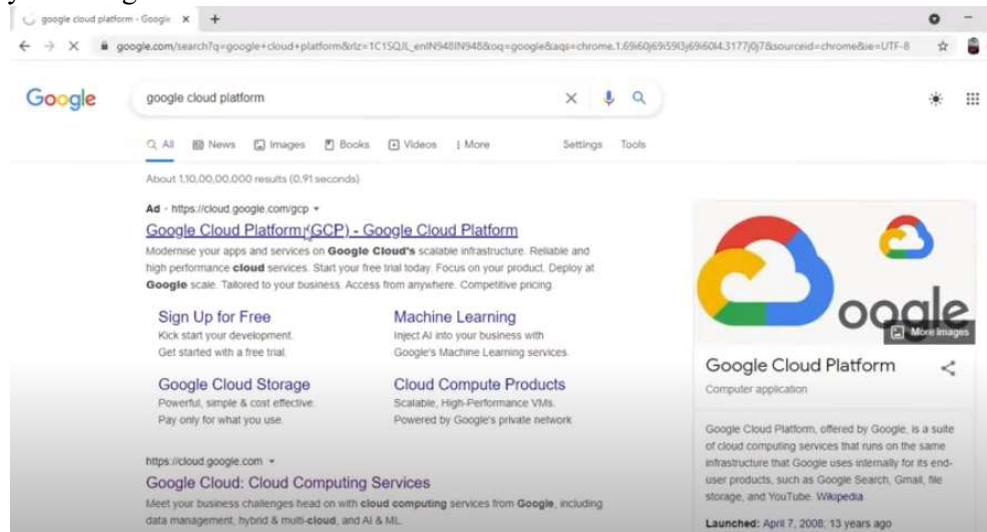 google cloud platform - Google
google.com/search?q=google+cloud+platform&rlz=1C1SQJL_enIN948IN948&oq=google&aqs=chrome.1.69i60j69i59l3j69i60l4.3177j0j7&sourceid=chrome&ie=UTF-8
Google
google cloud platform
All News Images Books Videos More Settings Tools
About 1,10,00,00,000 results (0.91 seconds)
Ad · https://cloud.google.com/gcp
Google Cloud Platform (GCP) - Google Cloud Platform
Modernise your apps and services on Google Cloud's scalable infrastructure. Reliable and
high performance cloud services. Start your free trial today. Focus on your product. Deploy at
Google scale. Tailored to your business. Access from anywhere. Competitive pricing.
Sign Up for Free
Kick start your development.
Get started with a free trial.
Machine Learning
Inject AI into your business with
Google's Machine Learning services.
Google Cloud Storage
Powerful, simple & cost effective.
Pay only for what you use.
Cloud Compute Products
Scalable, High-Performance VMs.
Powered by Google's private network
https://cloud.google.com
Google Cloud: Cloud Computing Services
Meet your business challenges head on with cloud computing services from Google, including
data management, hybrid & multi-cloud, and AI & ML.
oogle
More images
Google Cloud Platform
Computer application
Google Cloud Platform, offered by Google, is a suite
of cloud computing services that runs on the same
infrastructure that Google uses internally for its end-
user products, such as Google Search, Gmail, file
storage, and YouTube. Wikipedia
Launched: April 7, 2008; 13 years ago